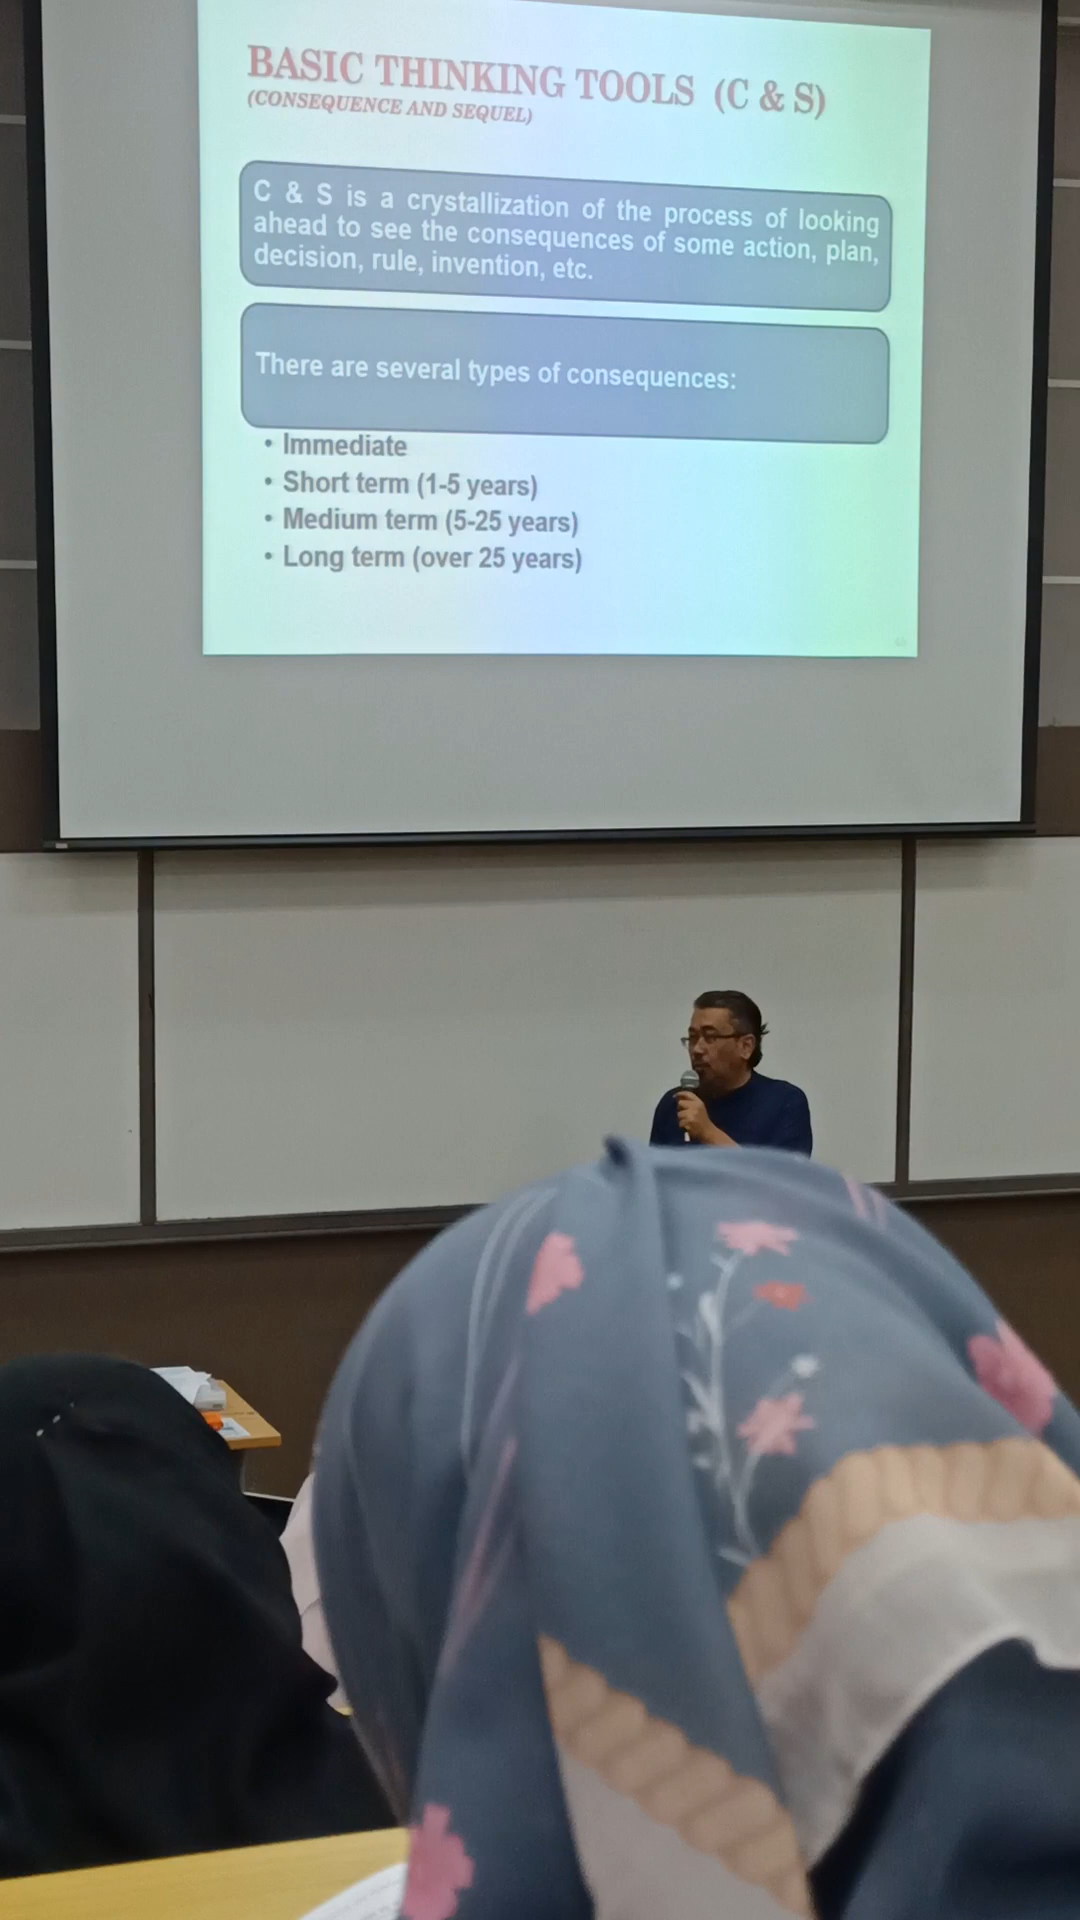 BASIC THINKING TOOLS (C & S)
(CONSEQUENCE AND SEQUEL)
C & S is a crystallization of the process of looking
ahead to see the consequences of some action, plan,
decision, rule, invention, etc.
There are several types of consequences:
• Immediate
• Short term (1-5 years)
• Medium term (5-25 years)
• Long term (over 25 years)